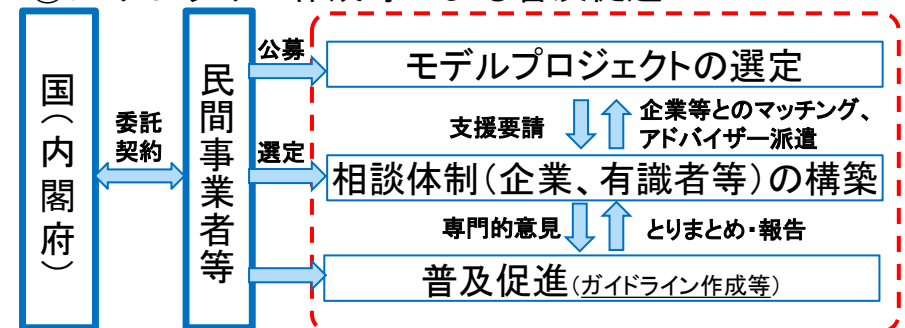 国(内閣府)
委託
契約
民間事業者等
公募
選定
モデルプロジェクトの選定
支援要請
企業等とのマッチング、
アドバイザー派遣
相談体制(企業、有識者等)の構築
専門的意見
とりまとめ・報告
普及促進(ガイドライン作成等)